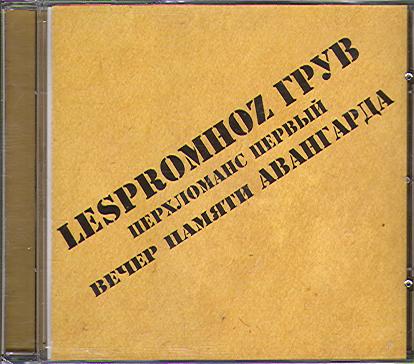 LESPROMHOZ ГРУВ
ПЕРХЛОМАНС ПЕРВЫЙ
ВЕЧЕР ПАМЯТИ АВАНГАРДА